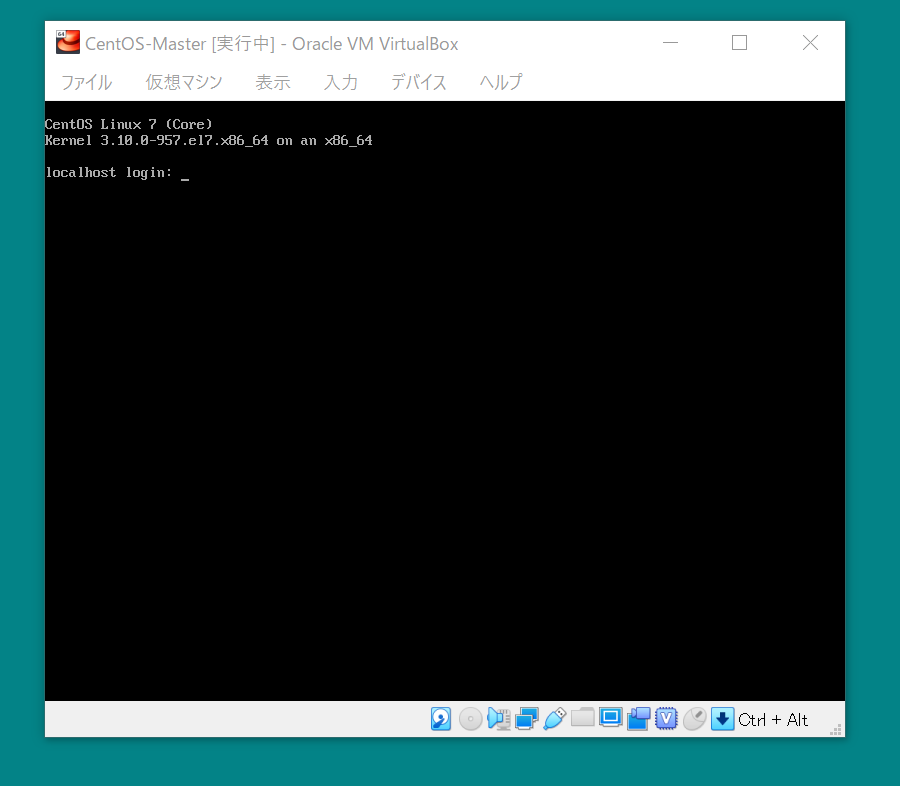 CentOS-Master [実行中] - Oracle VM VirtualBox
ファイル 仮想マシン 表示 入力 デバイス ヘルプ
CentOS Linux 7 (Core)
Kernel 3.10.0-957.el7.x86_64 on an x86_64
localhost login: _
Ctrl + Alt